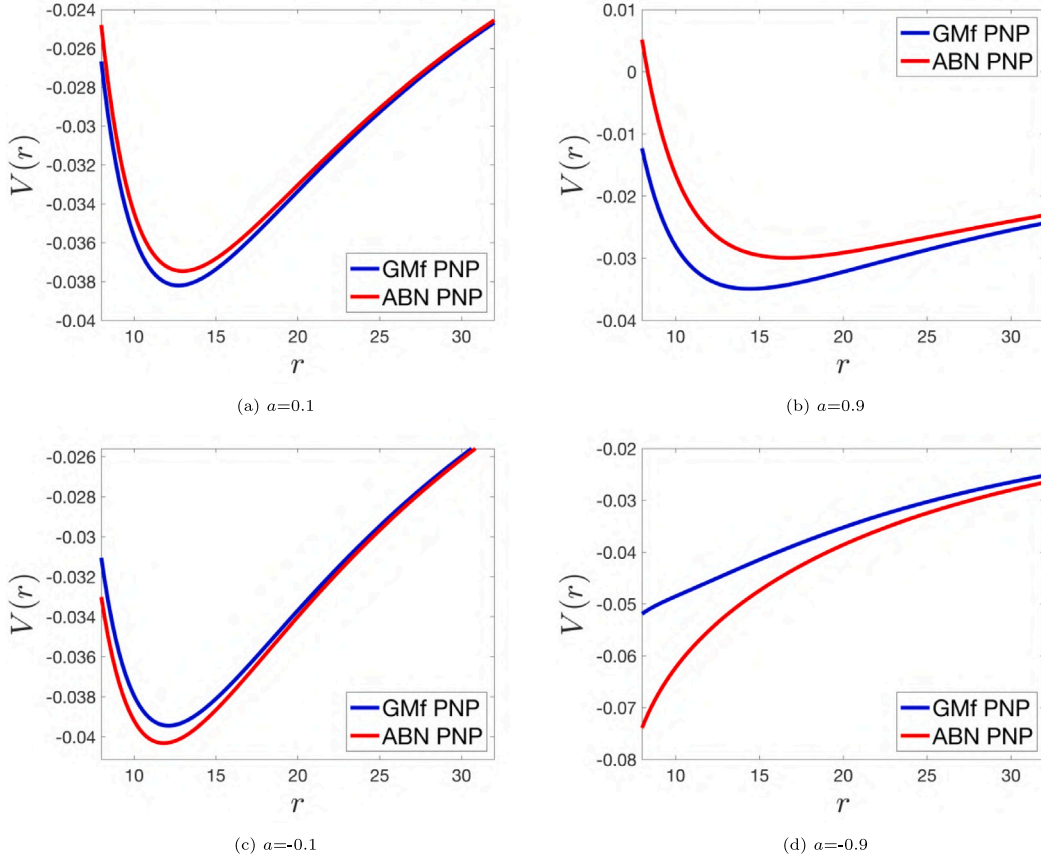 -0.024
-0.026
-0.028
-0.03
-0.032
-0.034
-0.036
-0.038
-0.04
V(r)
10 15 20 25 30
r
GMf PNP
ABN PNP
(a) a=0.1
0.01
0
-0.01
-0.02
-0.03
-0.04
V(r)
10 15 20 25 30
r
GMf PNP
ABN PNP
(b) a=0.9
-0.026
-0.028
-0.03
-0.032
-0.034
-0.036
-0.038
-0.04
V(r)
10 15 20 25 30
r
GMf PNP
ABN PNP
(c) a=-0.1
-0.02
-0.03
-0.04
-0.05
-0.06
-0.07
-0.08
V(r)
10 15 20 25 30
r
GMf PNP
ABN PNP
(d) a=-0.9